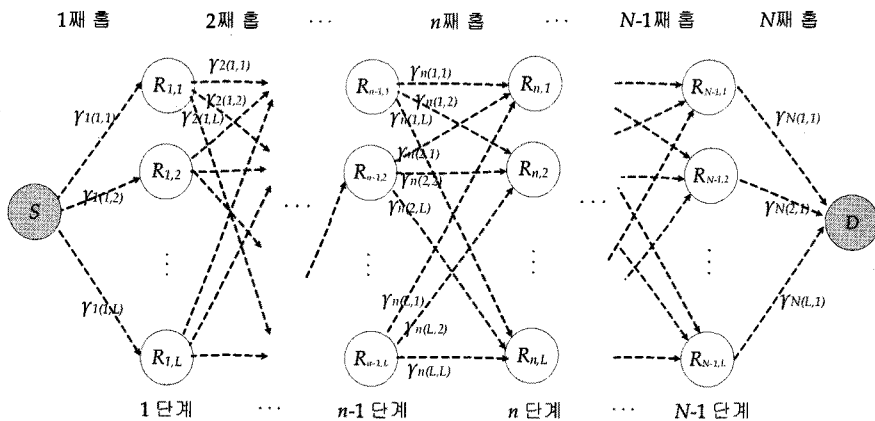 1째 홉 2째 홉 ··· n째 홉 ··· N-1째 홉 N째 홉
R1,1 γ2(1,1) Rn-1,1 γn(1,1) Rn,1 RN-1,1
γ2(1,2) γn(1,2)
γ1(1,1) γ2(1,L) γn(1,L) γN(1,1)
γn(2,1)
R1,2 Rn-1,2 γn(2,2) Rn,2 RN-1,2
S γ1(1,2) ··· γn(2,L) ··· γN(2,1) D
γ1(1,L) γn(L,1) γN(L,1)
γn(L,2)
R1,L Rn-1,L γn(L,L) Rn,L RN-1,L
1 단계 ··· n-1 단계 n 단계 ··· N-1 단계